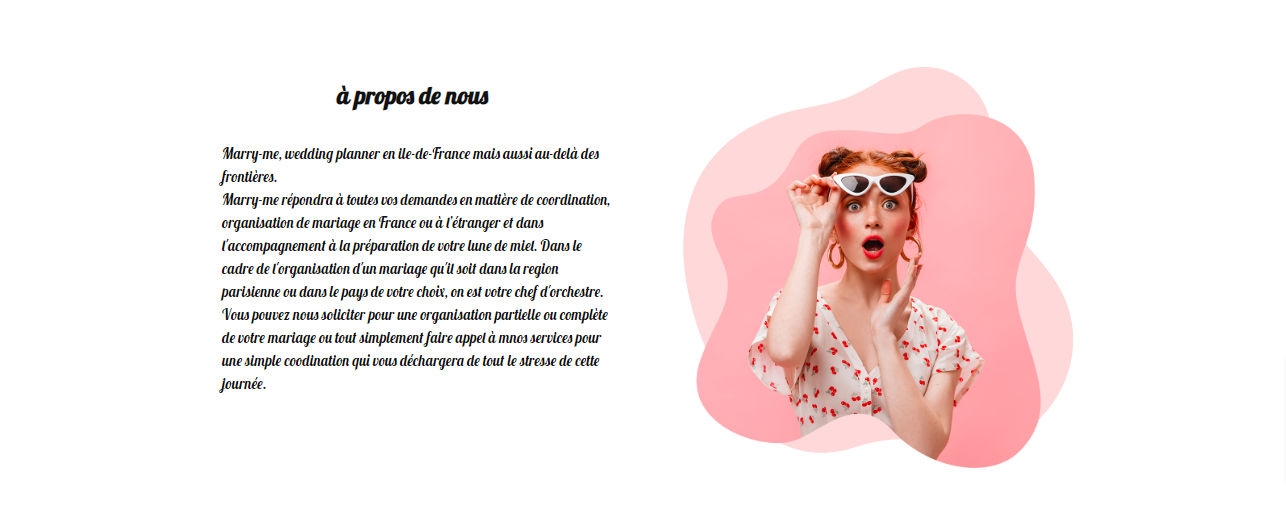 à propos de nous
Marry-me, wedding planner en ile-de-France mais aussi au-delà des
frontières.
Marry-me répondra à toutes vos demandes en matière de coordination,
organisation de mariage en France ou à l'étranger et dans
l'accompagnement à la préparation de votre lune de miel. Dans le
cadre de l'organisation d'un mariage qu'il soit dans la region
parisienne ou dans le pays de votre choix, on est votre chef d'orchestre.
Vous pouvez nous soliciter pour une organisation partielle ou complète
de votre mariage ou tout simplement faire appel à mnos services pour
une simple coodination qui vous déchargera de tout le stresse de cette
journée.